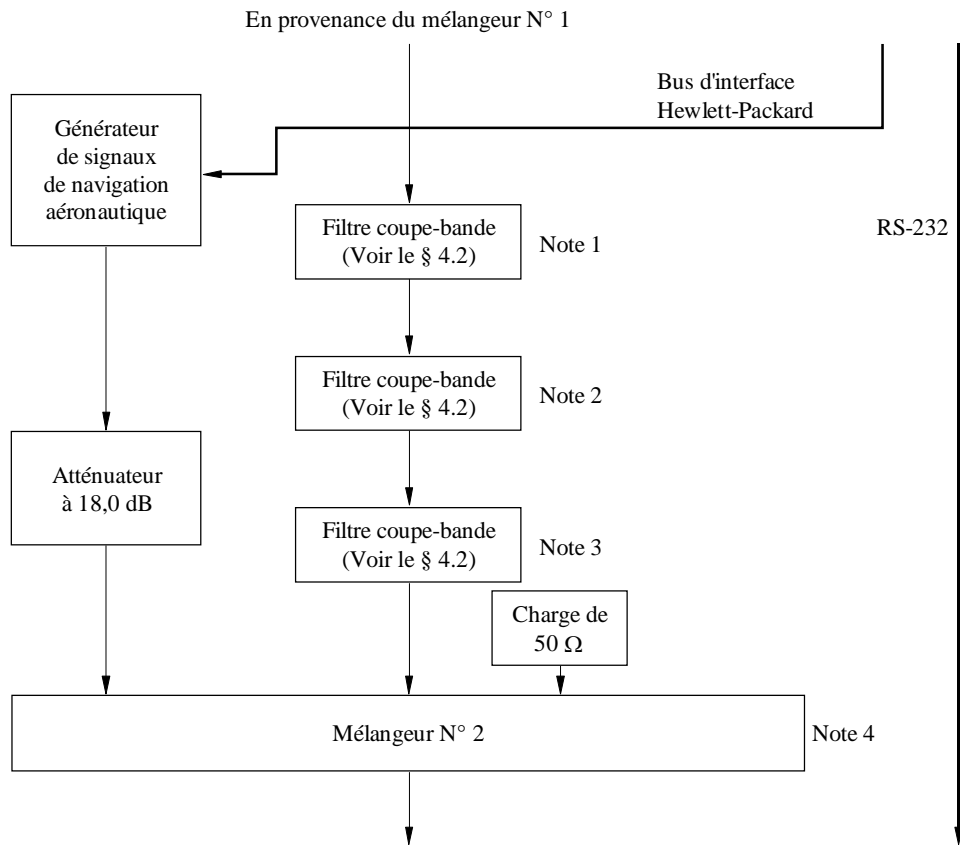 En provenance du mélangeur N° 1
Bus d'interface
Hewlett-Packard
Générateur
de signaux
de navigation
aéronautique
RS-232
Filtre coupe-bande
(Voir le § 4.2)
Note 1
Filtre coupe-bande
(Voir le § 4.2)
Note 2
Atténuateur
à 18,0 dB
Filtre coupe-bande
(Voir le § 4.2)
Note 3
Charge de
50 Ω
Mélangeur N° 2
Note 4